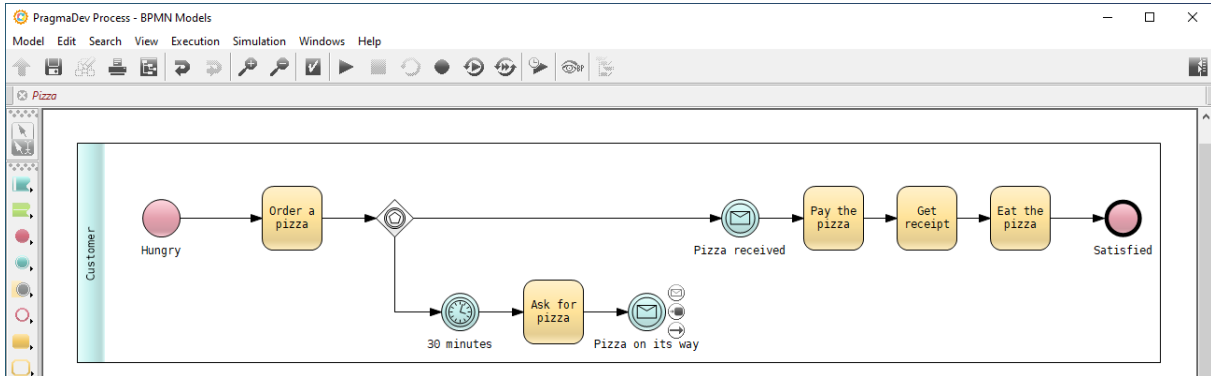 PragmaDev Process - BPMN Models
Model Edit Search View Execution Simulation Windows Help
BP
Pizza
Customer
Hungry
Order a
pizza
Pizza received
Pay the
pizza
Get
receipt
Eat the
pizza
Satisfied
30 minutes
Ask for
pizza
Pizza on its way